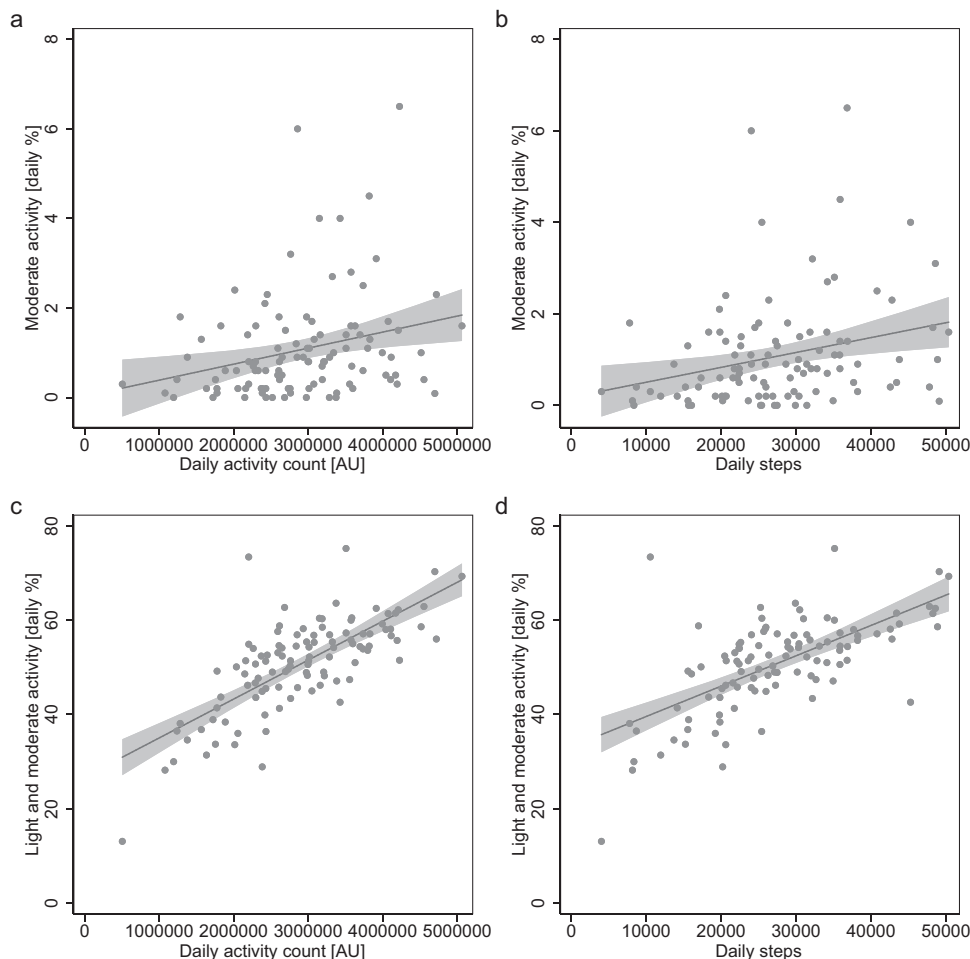 a
b
Moderate activity [daily %]
8
6
4
2
0
0 1000000 2000000 3000000 4000000 5000000
Daily activity count [AU]
Moderate activity [daily %]
8
6
4
2
0
0 10000 20000 30000 40000 50000
Daily steps
c
d
Light and moderate activity [daily %]
80
60
40
20
0
0 1000000 2000000 3000000 4000000 5000000
Daily activity count [AU]
Light and moderate activity [daily %]
80
60
40
20
0
0 10000 20000 30000 40000 50000
Daily steps